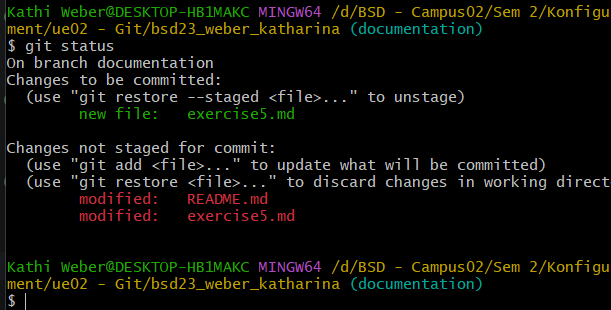 Kathi Weber@DESKTOP-HB1MAKC MINGW64 /d/BSD - Campus02/Sem 2/Konfigu
ment/ue02 - Git/bsd23_weber_katharina (documentation)
$ git status
On branch documentation
Changes to be committed:
  (use "git restore --staged <file>..." to unstage)
        new file:   exercise5.md

Changes not staged for commit:
  (use "git add <file>..." to update what will be committed)
  (use "git restore <file>..." to discard changes in working direct
        modified:   README.md
        modified:   exercise5.md

Kathi Weber@DESKTOP-HB1MAKC MINGW64 /d/BSD - Campus02/Sem 2/Konfigu
ment/ue02 - Git/bsd23_weber_katharina (documentation)
$